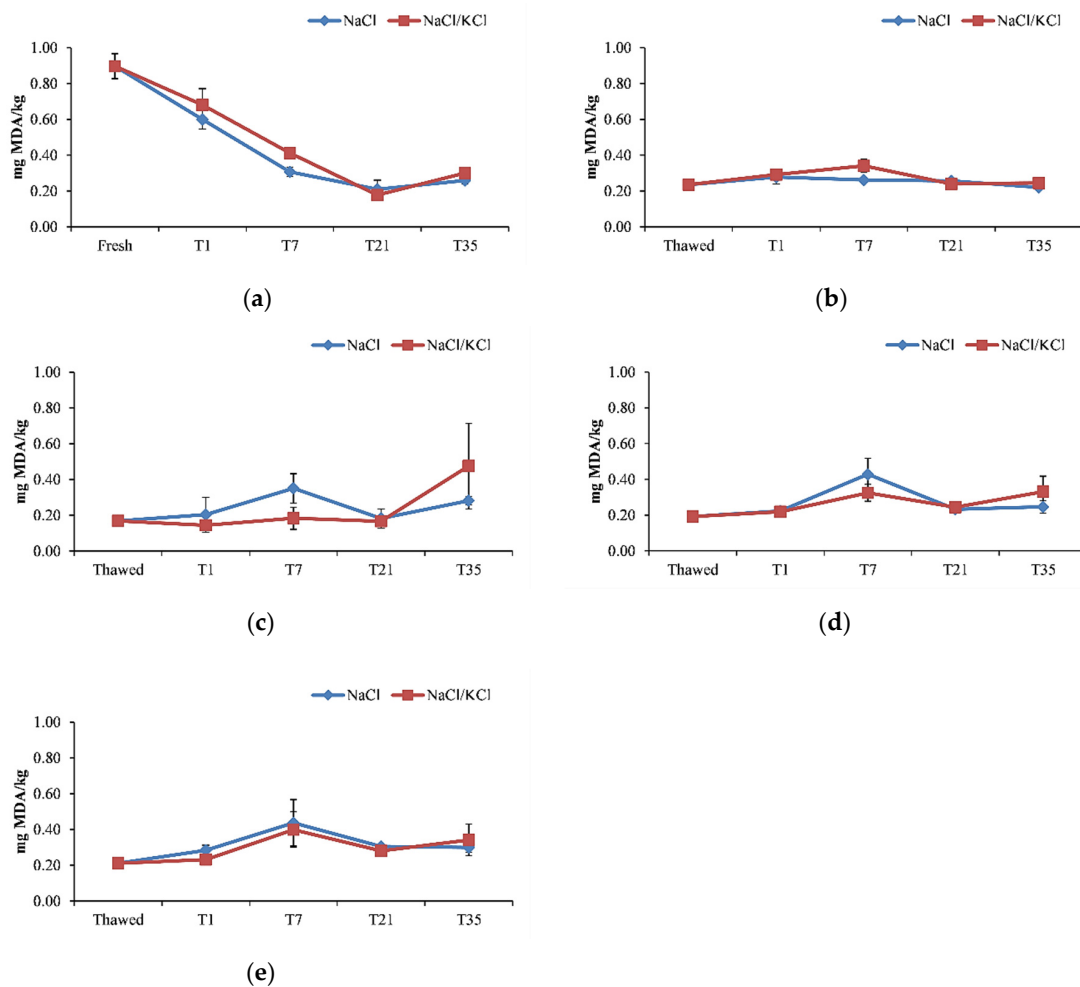 NaCl NaCl/KCl
mg MDA/kg
1.00
0.80
0.60
0.40
0.20
0.00
Fresh T1 T7 T21 T35
(a)
NaCl NaCl/KCl
mg MDA/kg
1.00
0.80
0.60
0.40
0.20
0.00
Thawed T1 T7 T21 T35
(b)
NaCl NaCl/KCl
mg MDA/kg
1.00
0.80
0.60
0.40
0.20
0.00
Thawed T1 T7 T21 T35
(c)
NaCl NaCl/KCl
mg MDA/kg
1.00
0.80
0.60
0.40
0.20
0.00
Thawed T1 T7 T21 T35
(d)
NaCl NaCl/KCl
mg MDA/kg
1.00
0.80
0.60
0.40
0.20
0.00
Thawed T1 T7 T21 T35
(e)